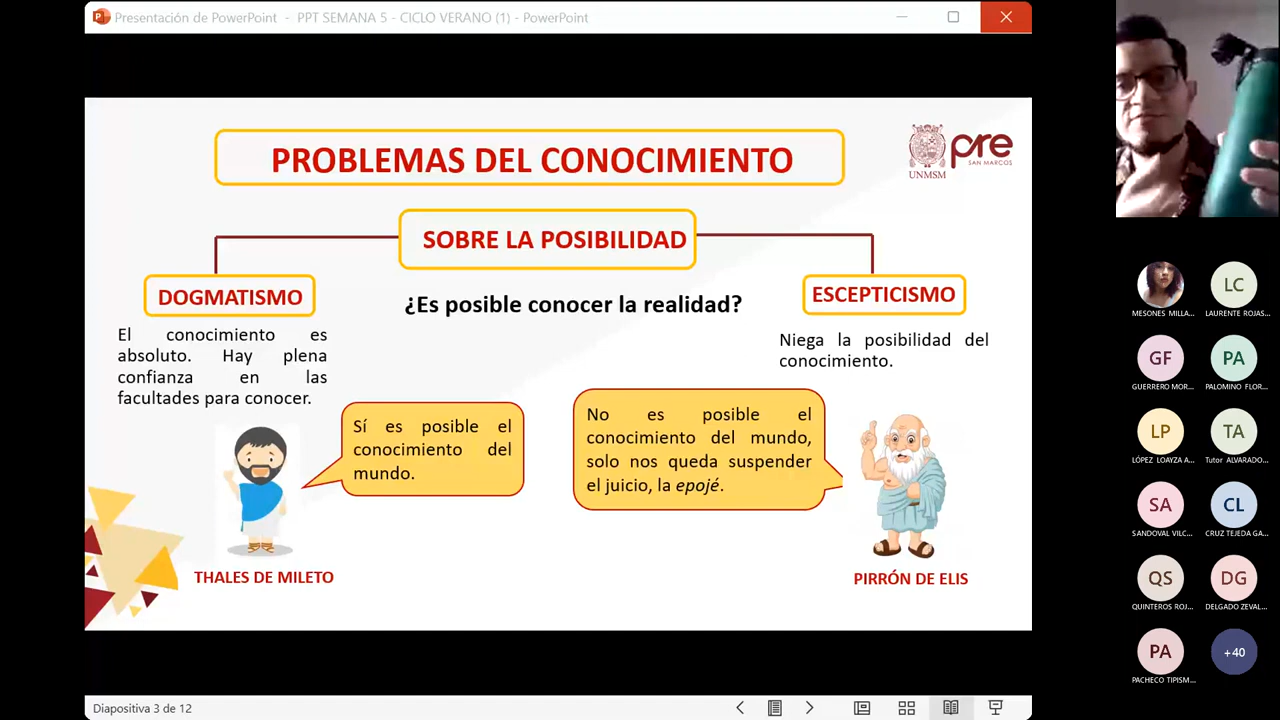 Presentación de PowerPoint - PPT SEMANA 5 - CICLO VERANO (1) - PowerPoint
PROBLEMAS DEL CONOCIMIENTO
UNMSM
pre
SAN MARCOS
SOBRE LA POSIBILIDAD
DOGMATISMO
¿Es posible conocer la realidad?
ESCEPTICISMO
El conocimiento es
absoluto. Hay plena
confianza en las
facultades para conocer.
Niega la posibilidad del
conocimiento.
Sí es posible el
conocimiento del
mundo.
No es posible el
conocimiento del mundo,
solo nos queda suspender
el juicio, la epojé.
THALES DE MILETO
PIRRÓN DE ELIS
Diapositiva 3 de 12
MESONES MILLA...
LC
LAURENTE ROJAS...
GF
GUERRERO MOR...
PA
PALOMINO FLOR...
LP
LÓPEZ LOAYZA A...
TA
Tutor ALVARADO...
SA
SANDOVAL VILC...
CL
CRUZ TEJEDA GA...
QS
QUINTEROS ROJ...
DG
DELGADO ZEVAL...
PA
PACHECO TIPISM...
+40